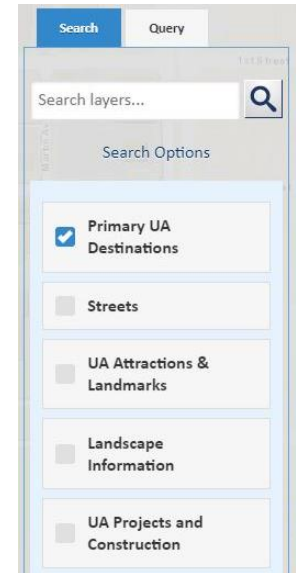 Search Query
Search layers...
Search Options
Primary UA
Destinations
Streets
UA Attractions &
Landmarks
Landscape
Information
UA Projects and
Construction